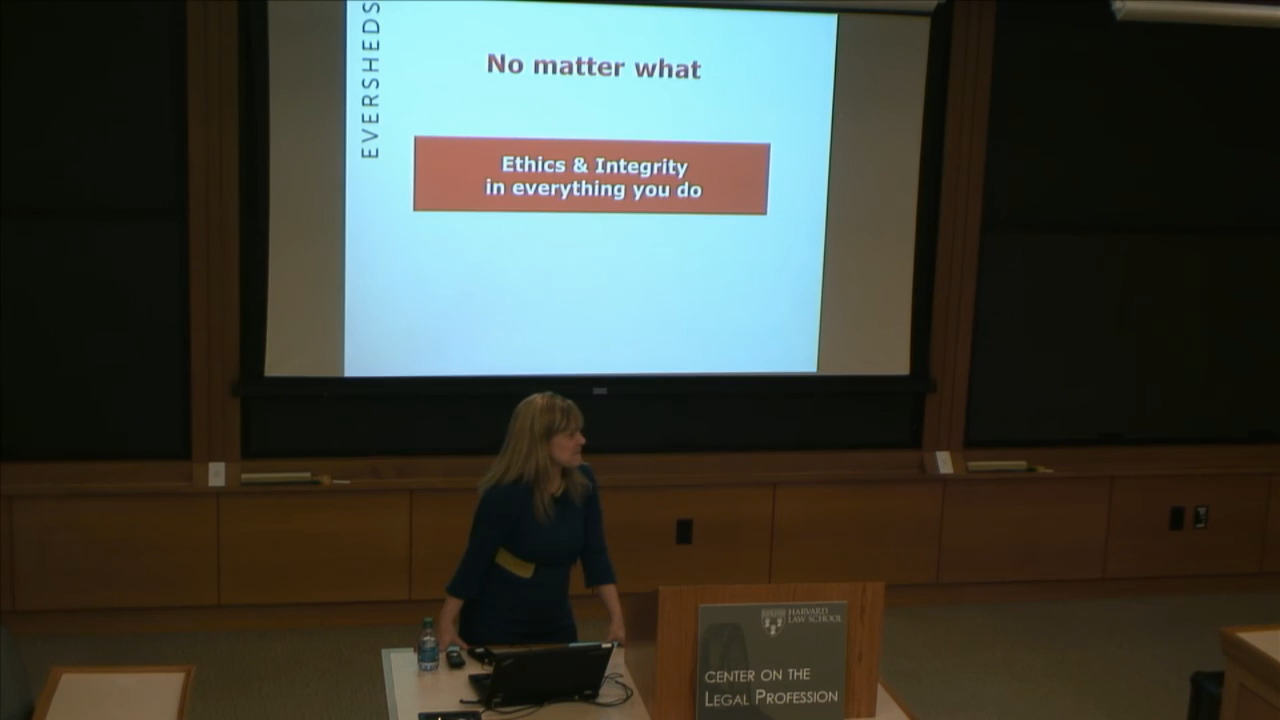 EVERSHEDS
No matter what
Ethics & Integrity
in everything you do
HARVARD
LAW SCHOOL
CENTER ON THE
LEGAL PROFESSION